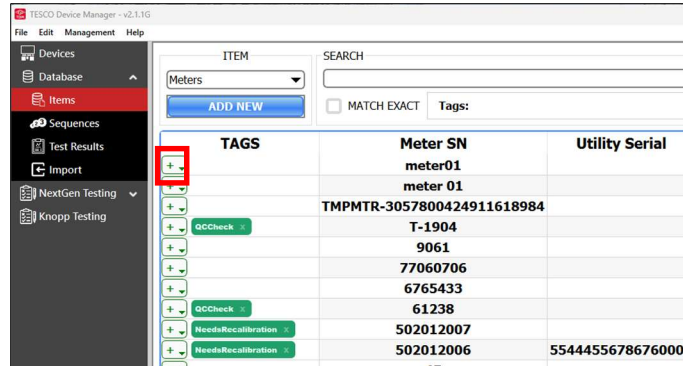 TESCO Device Manager - v2.1.1G
File Edit Management Help
Devices
Database
Items
Sequences
Test Results
Import
NextGen Testing
Knopp Testing
ITEM
SEARCH
Meters
ADD NEW
MATCH EXACT Tags:
TAGS Meter SN Utility Serial
+ meter01
+ meter 01
+ TMPMTR-3057800424911618984
+ QCCheck X T-1904
+ 9061
+ 77060706
+ 6765433
+ QCCheck X 61238
+ NeedsRecalibration X 502012007
+ NeedsRecalibration X 502012006 5544455678676000